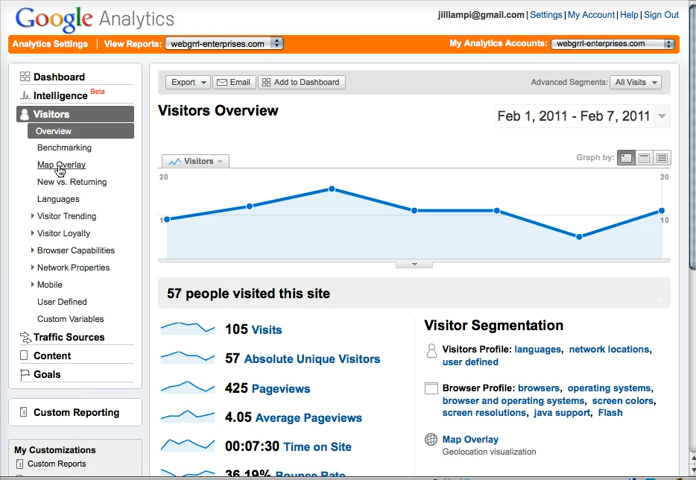 Google Analytics
jilllampi@gmail.com | Settings | My Account | Help | Sign Out
Analytics Settings | View Reports: webgrrl-enterprises.com
My Analytics Accounts: webgrrl-enterprises.com
Dashboard
Intelligence Beta
Visitors
Overview
Benchmarking
Map Overlay
New vs. Returning
Languages
Visitor Trending
Visitor Loyalty
Browser Capabilities
Network Properties
Mobile
User Defined
Custom Variables
Traffic Sources
Content
Goals
Custom Reporting
My Customizations
Custom Reports
Export
Email
Add to Dashboard
Advanced Segments: All Visits
Visitors Overview
Feb 1, 2011 - Feb 7, 2011
Visitors
Graph by:
20 20
10 10
57 people visited this site
105 Visits
57 Absolute Unique Visitors
425 Pageviews
4.05 Average Pageviews
00:07:30 Time on Site
36.19% Bounce Rate
Visitor Segmentation
Visitors Profile: languages, network locations,
user defined
Browser Profile: browsers, operating systems,
browser and operating systems, screen colors,
screen resolutions, java support, Flash
Map Overlay
Geolocation visualization